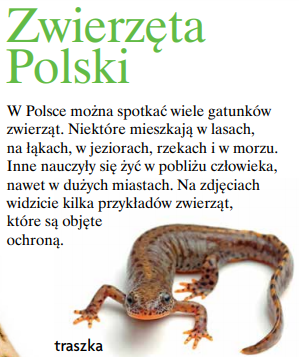 Zwierzęta
Polski
W Polsce można spotkać wiele gatunków
zwierząt. Niektóre mieszkają w lasach,
na łąkach, w jeziorach, rzekach i w morzu.
Inne nauczyły się żyć w pobliżu człowieka,
nawet w dużych miastach. Na zdjęciach
widzicie kilka przykładów zwierząt,
które są objęte
ochroną.
traszka